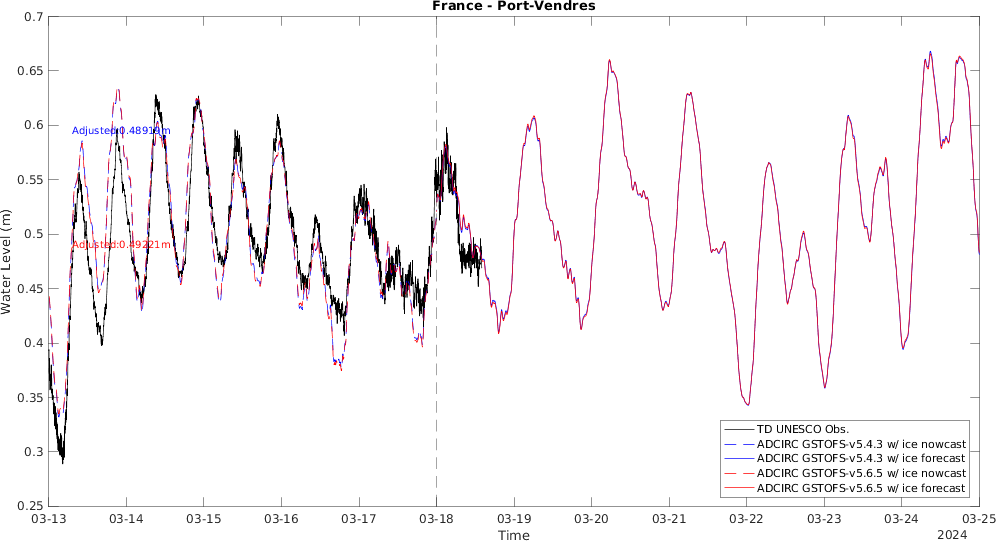 France - Port-Vendres
0.7
0.65
0.6
0.55
0.5
0.45
0.4
0.35
0.3
0.25
Water Level (m)
Adjusted:0.48919m
Adjusted:0.49221m
TD UNESCO Obs.
ADCIRC GSTOFS-v5.4.3 w/ ice nowcast
ADCIRC GSTOFS-v5.4.3 w/ ice forecast
ADCIRC GSTOFS-v5.6.5 w/ ice nowcast
ADCIRC GSTOFS-v5.6.5 w/ ice forecast
03-13 03-14 03-15 03-16 03-17 03-18 03-19 03-20 03-21 03-22 03-23 03-24 03-25
Time
2024